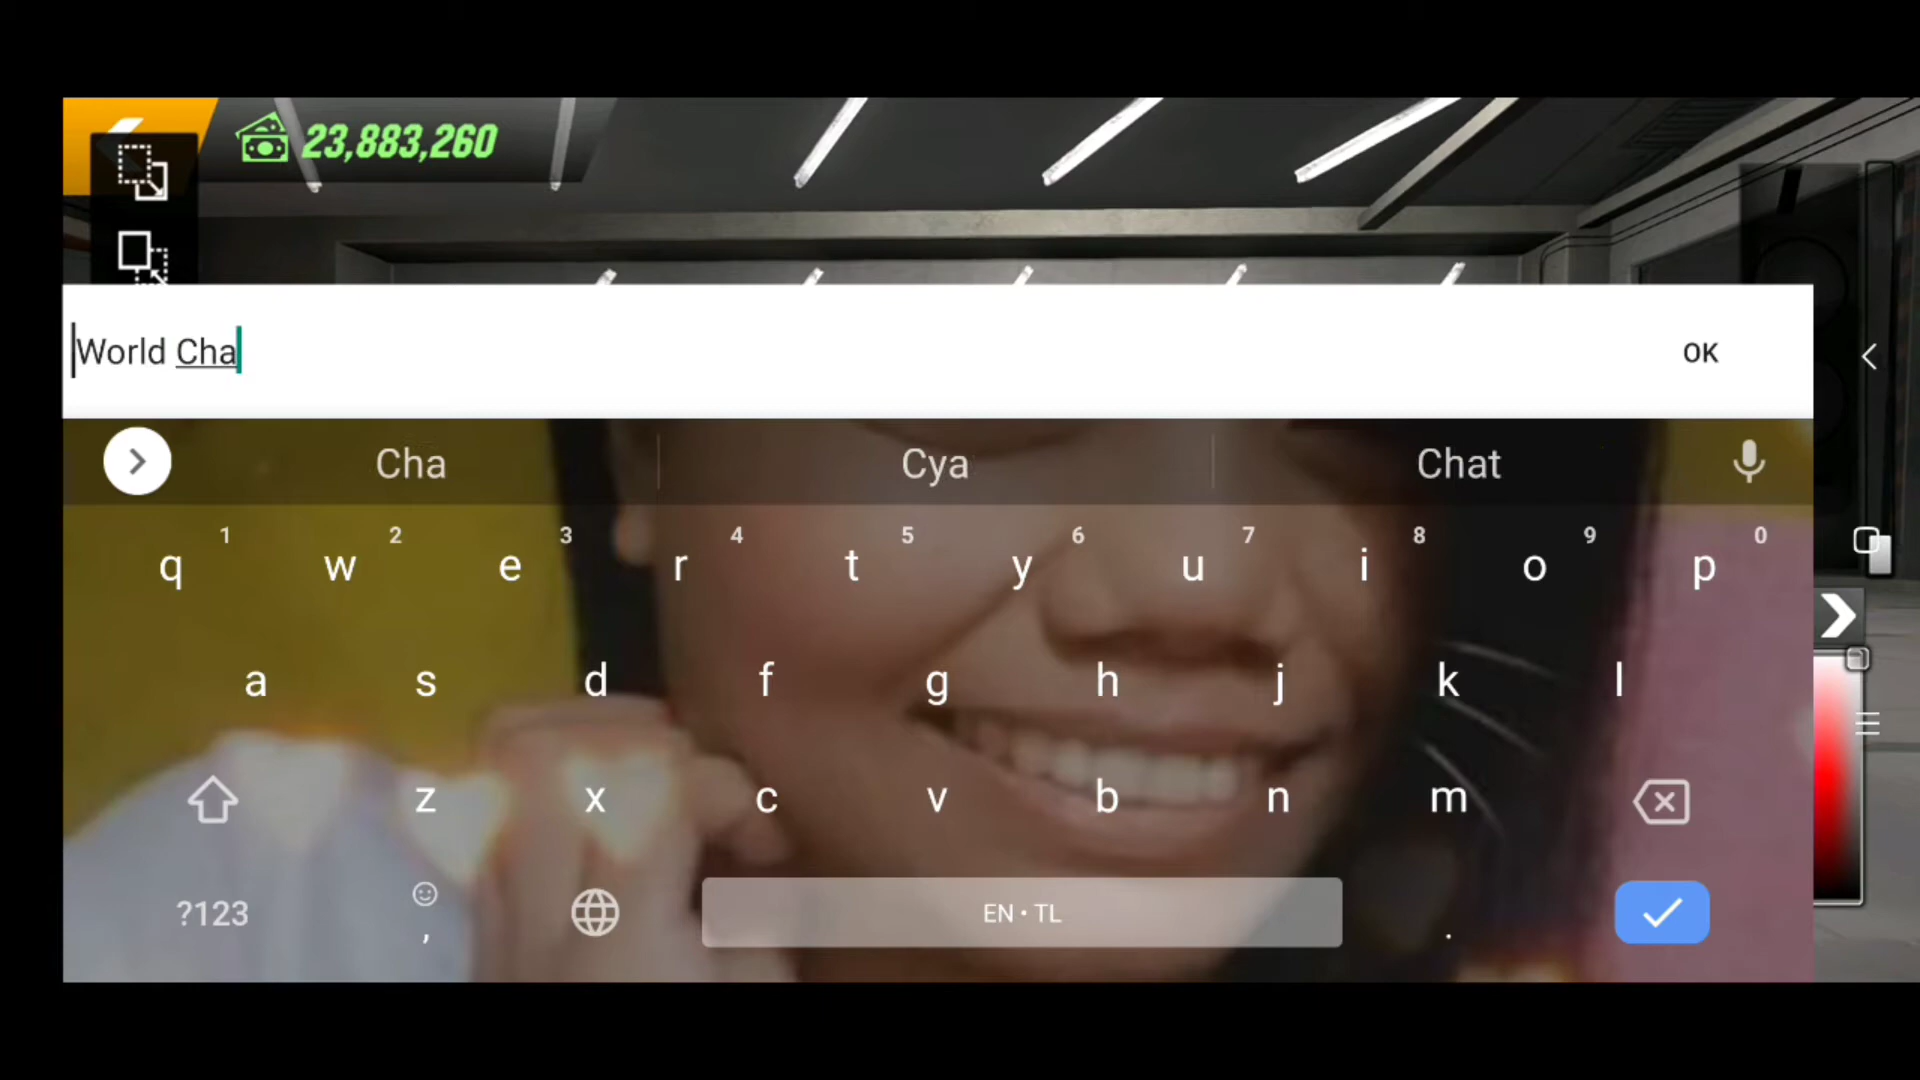 23,883,260
World Cha
OK
Cha Cya Chat
1 2 3 4 5 6 7 8 9 0
q w e r t y u i o p
a s d f g h j k l
z x c v b n m
?123 , EN • TL .